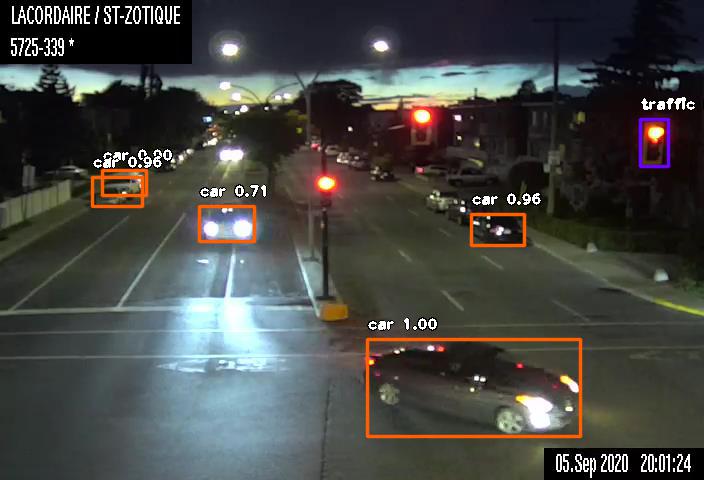 LACORDAIRE / ST-ZOTIQUE
5725-339 *
traffic
car 0.20
car 0.96
car 0.71
car 0.96
car 1.00
05.Sep 2020 20:01:24